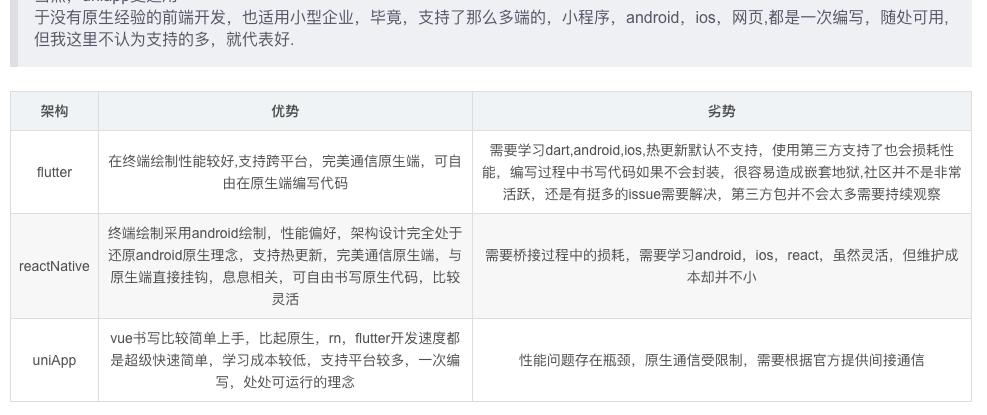 于没有原生经验的前端开发，也适用小型企业，毕竟，支持了那么多端的，小程序，android，ios，网页,都是一次编写，随处可用，
但我这里不认为支持的多，就代表好.
架构
优势
劣势
flutter
在终端绘制性能较好,支持跨平台，完美通信原生端，可自
由在原生端编写代码
需要学习dart,android,ios,热更新默认不支持，使用第三方支持了也会损耗性
能，编写过程中书写代码如果不会封装，很容易造成嵌套地狱,社区并不是非常
活跃，还是有挺多的issue需要解决，第三方包并不会太多需要持续观察
reactNative
终端绘制采用android绘制，性能偏好，架构设计完全处于
还原android原生理念，支持热更新，完美通信原生端，与
原生端直接挂钩，息息相关，可自由书写原生代码，比较
灵活
需要桥接过程中的损耗，需要学习android，ios，react，虽然灵活，但维护成
本却并不小
uniApp
vue书写比较简单上手，比起原生，rn，flutter开发速度都
是超级快速简单，学习成本较低，支持平台较多，一次编
写，处处可运行的理念
性能问题存在瓶颈，原生通信受限制，需要根据官方提供间接通信